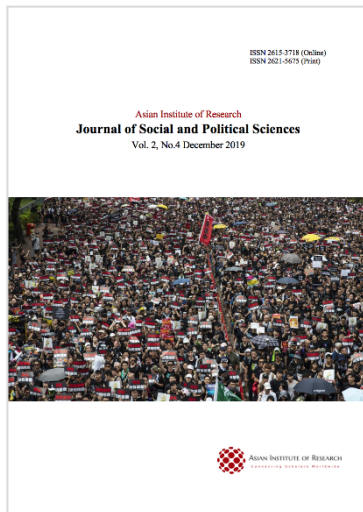 ISSN 2615-3718 (Online)
ISSN 2621-5675 (Print)
Asian Institute of Research
Journal of Social and Political Sciences
Vol. 2, No.4 December 2019
ASIAN INSTITUTE OF RESEARCH
Connecting Scholars Worldwide